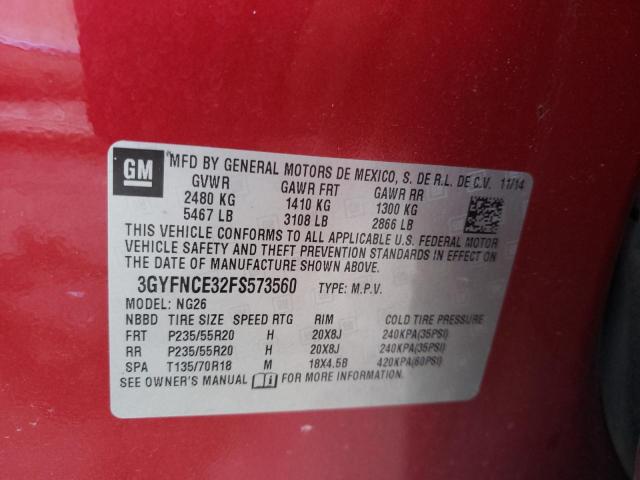 GM MFD BY GENERAL MOTORS DE MEXICO, S. DE R.L. DE C.V. 11/14
GVWR GAWR FRT GAWR RR
2480 KG 1410 KG 1300 KG
5467 LB 3108 LB 2866 LB
THIS VEHICLE CONFORMS TO ALL APPLICABLE U.S. FEDERAL MOTOR
VEHICLE SAFETY AND THEFT PREVENTION STANDARDS IN EFFECT ON
THE DATE OF MANUFACTURE SHOWN ABOVE.
3GYFNCE32FS573560 TYPE: M.P.V.
MODEL: NG26
NBBD TIRE SIZE SPEED RTG RIM COLD TIRE PRESSURE
FRT P235/55R20 H 20X8J 240KPA(35PSI)
RR P235/55R20 H 20X8J 240KPA(35PSI)
SPA T135/70R18 M 18X4.5B 420KPA(60PSI)
SEE OWNER'S MANUAL FOR MORE INFORMATION.